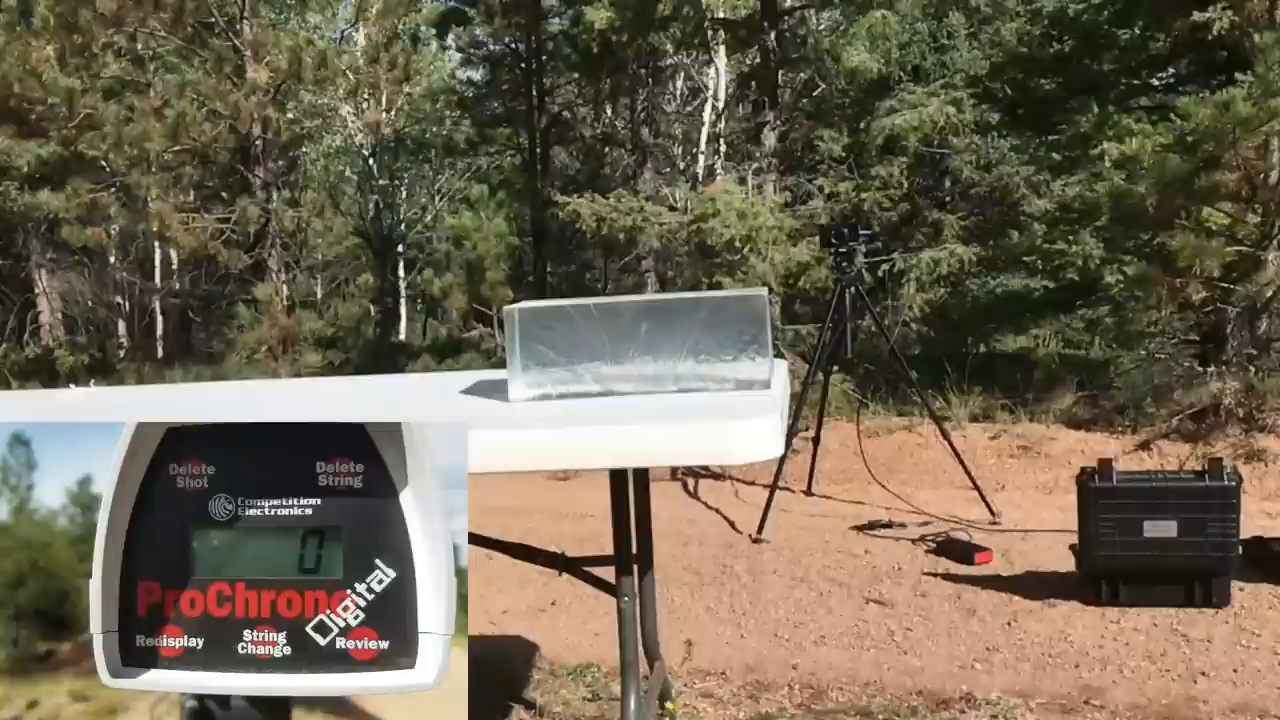 Delete
Shot
Delete
String
Competition
Electronics
0
ProChrono
Digital
Redisplay
String
Change
Review